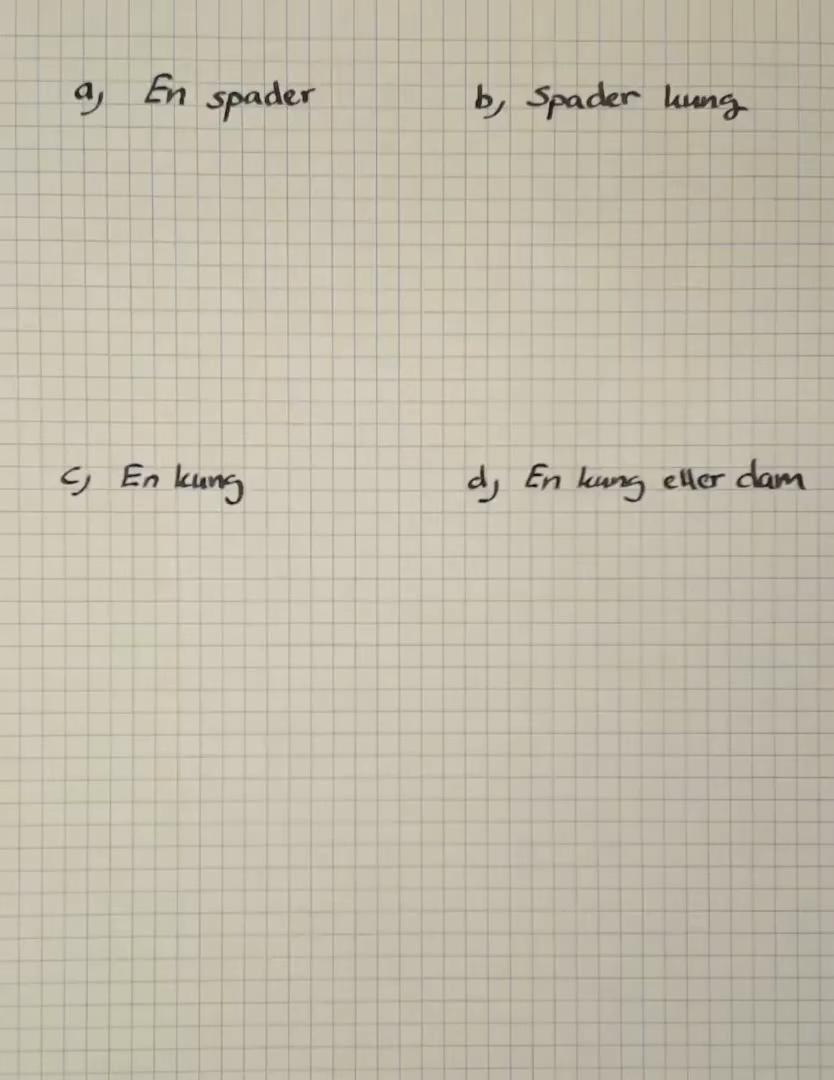 a) En spader
b) Spader kung
c) En kung
d) En kung eller dam